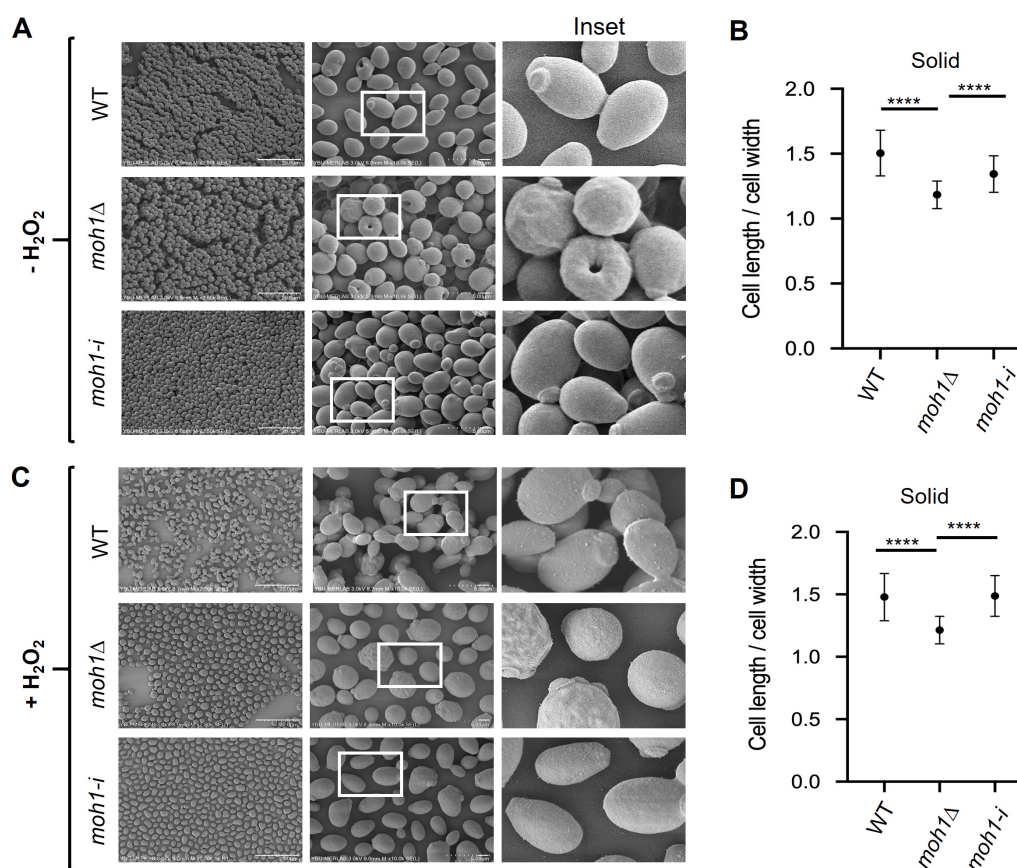 A
Inset
- H₂O₂
WT
moh1Δ
moh1-i
B
Solid
Cell length / cell width
2.0
1.5
1.0
0.5
0.0
****
****
WT
moh1Δ
moh1-i
C
+ H₂O₂
WT
moh1Δ
moh1-i
D
Solid
Cell length / cell width
2.0
1.5
1.0
0.5
0.0
****
****
WT
moh1Δ
moh1-i